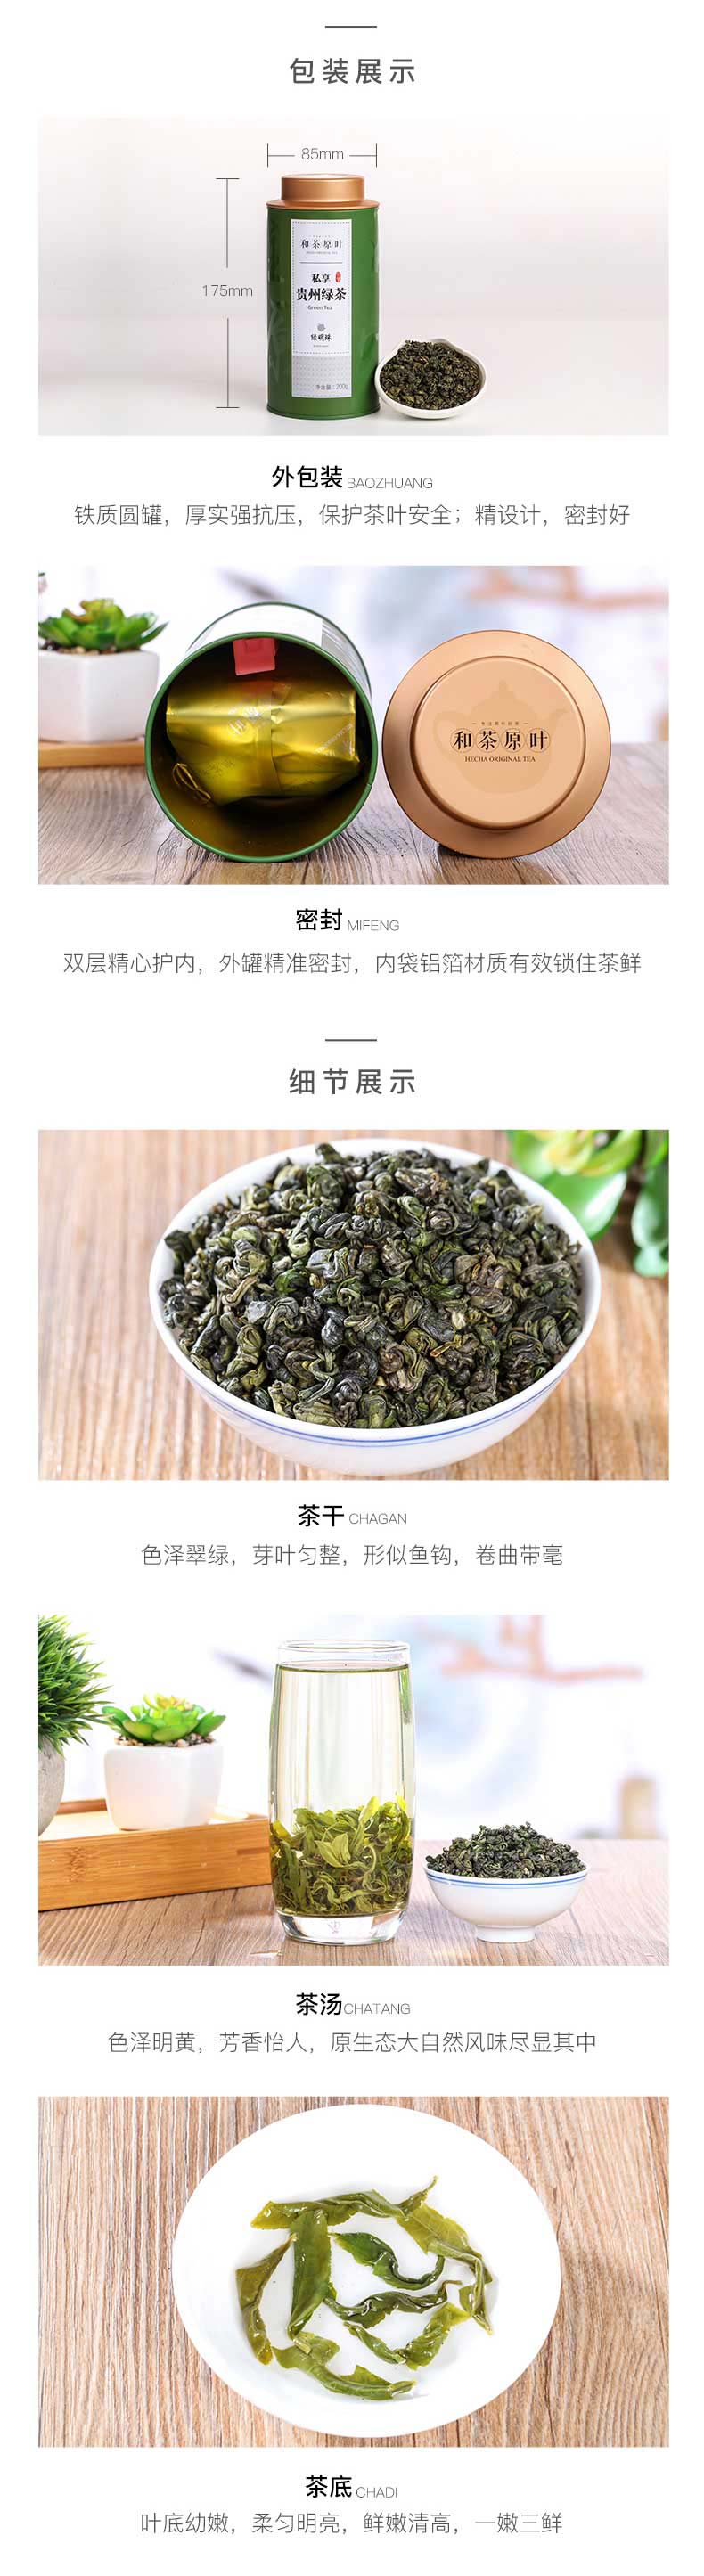 包装展示
85mm
175mm
和茶原叶
私享
贵州绿茶
Green Tea
绿明珠
净含量：200g
外包装 BAOZHUANG
铁质圆罐，厚实强抗压，保护茶叶安全；精设计，密封好
和茶原叶
HECHA ORIGINAL TEA
密封 MIFENG
双层精心护内，外罐精准密封，内袋铝箔材质有效锁住茶鲜
细节展示
茶干 CHAGAN
色泽翠绿，芽叶匀整，形似鱼钩，卷曲带毫
茶汤 CHATANG
色泽明黄，芳香怡人，原生态大自然风味尽显其中
茶底 CHADI
叶底幼嫩，柔匀明亮，鲜嫩清高，一嫩三鲜